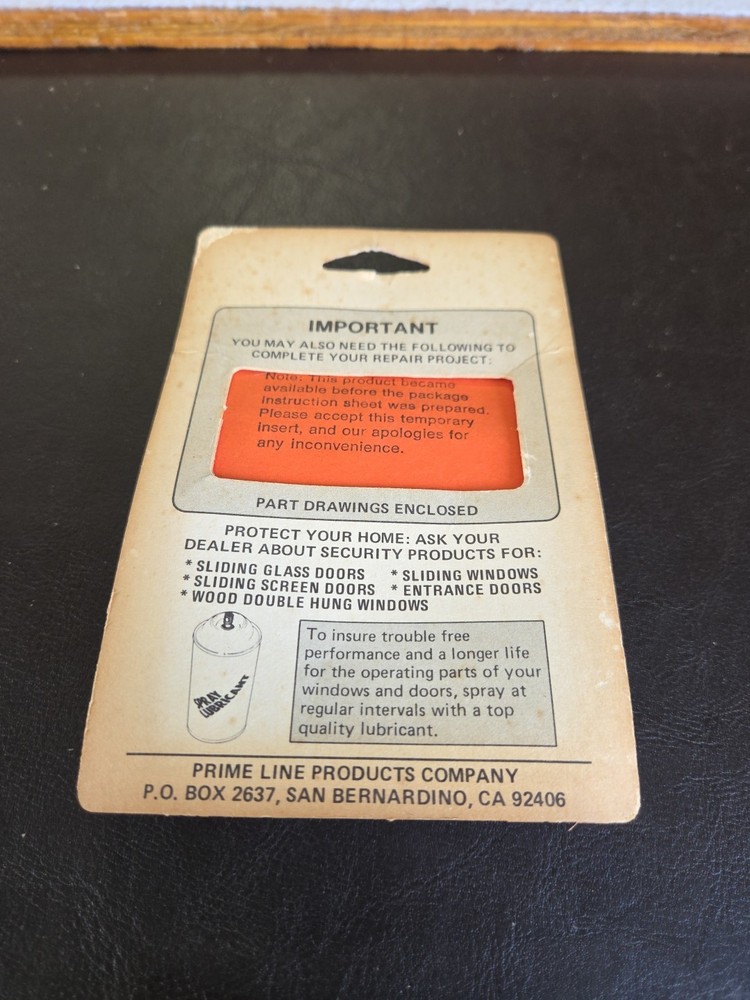 IMPORTANT
YOU MAY ALSO NEED THE FOLLOWING TO
COMPLETE YOUR REPAIR PROJECT:
Note: This product became
available before the package
instruction sheet was prepared.
Please accept this temporary
insert, and our apologies for
any inconvenience.
PART DRAWINGS ENCLOSED
PROTECT YOUR HOME: ASK YOUR
DEALER ABOUT SECURITY PRODUCTS FOR:
* SLIDING GLASS DOORS * SLIDING WINDOWS
* SLIDING SCREEN DOORS * ENTRANCE DOORS
* WOOD DOUBLE HUNG WINDOWS
SPRAY
LUBRICANT
To insure trouble free
performance and a longer life
for the operating parts of your
windows and doors, spray at
regular intervals with a top
quality lubricant.
PRIME LINE PRODUCTS COMPANY
P.O. BOX 2637, SAN BERNARDINO, CA 92406